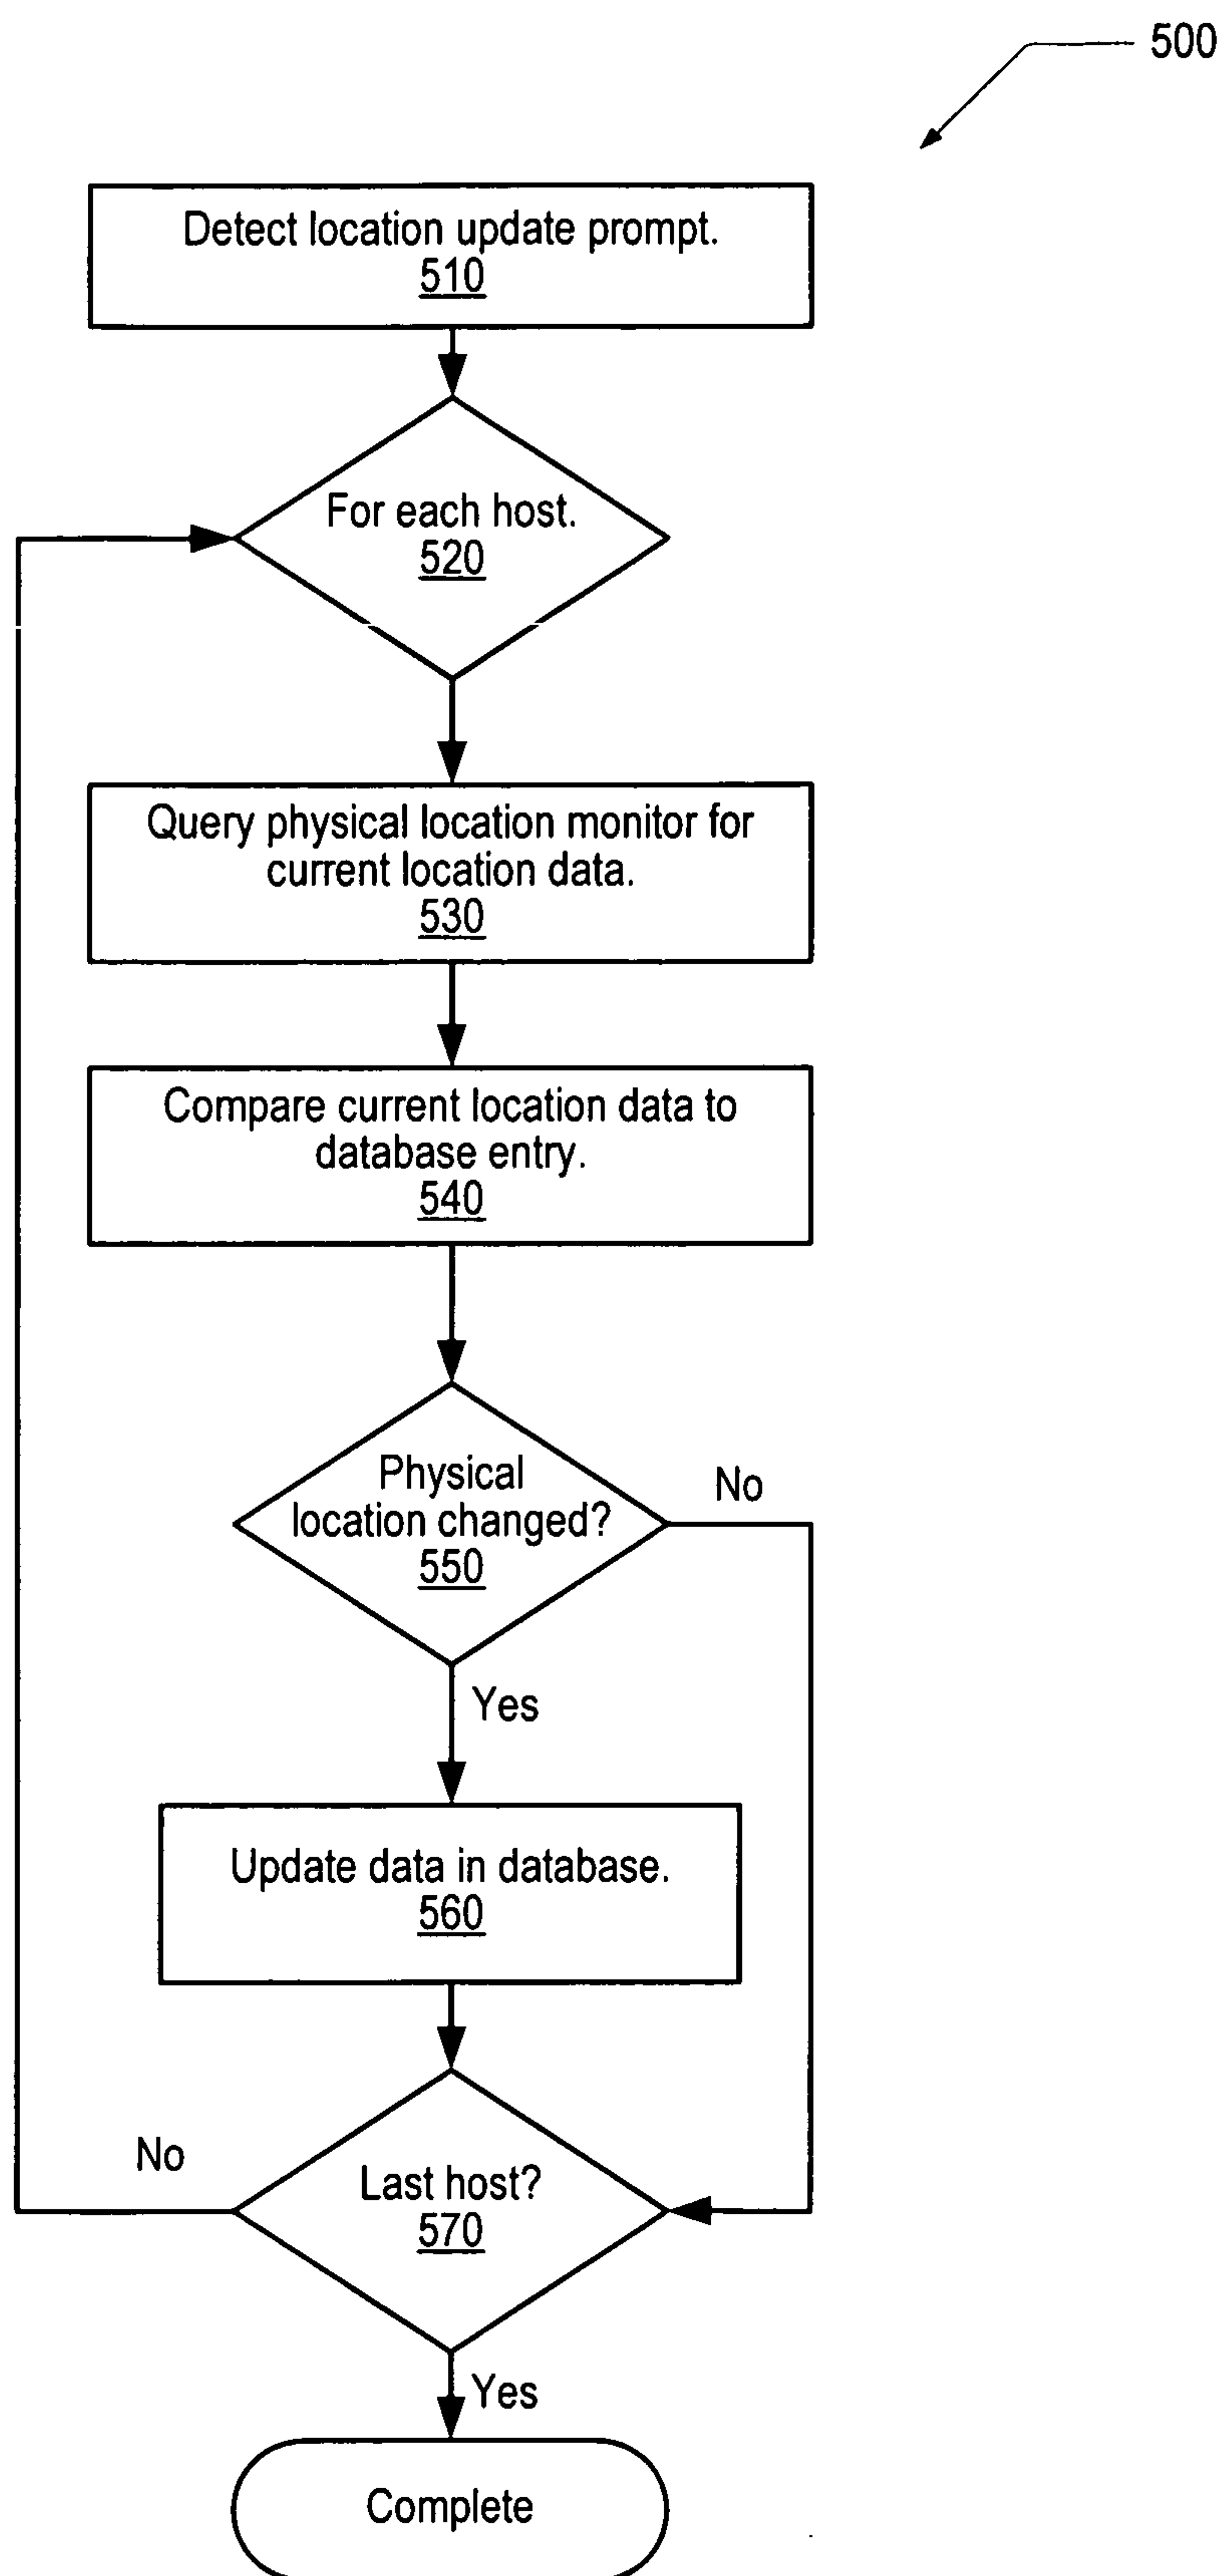 500
Detect location update prompt.
510
For each host.
520
Query physical location monitor for
current location data.
530
Compare current location data to
database entry.
540
Physical
location changed?
550
No
Yes
Update data in database.
560
No
Last host?
570
Yes
Complete